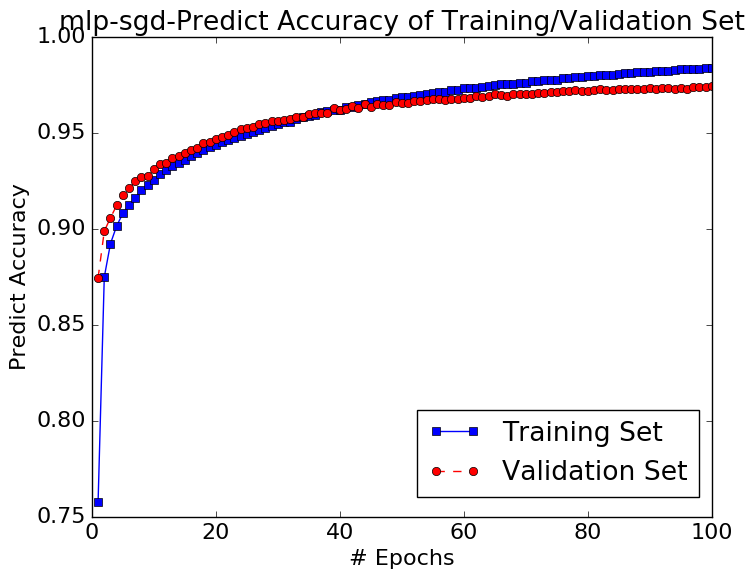 mlp-sgd-Predict Accuracy of Training/Validation Set
1.00
0.95
0.90
0.85
0.80
0.75
Predict Accuracy
Training Set
Validation Set
0 20 40 60 80 100
# Epochs